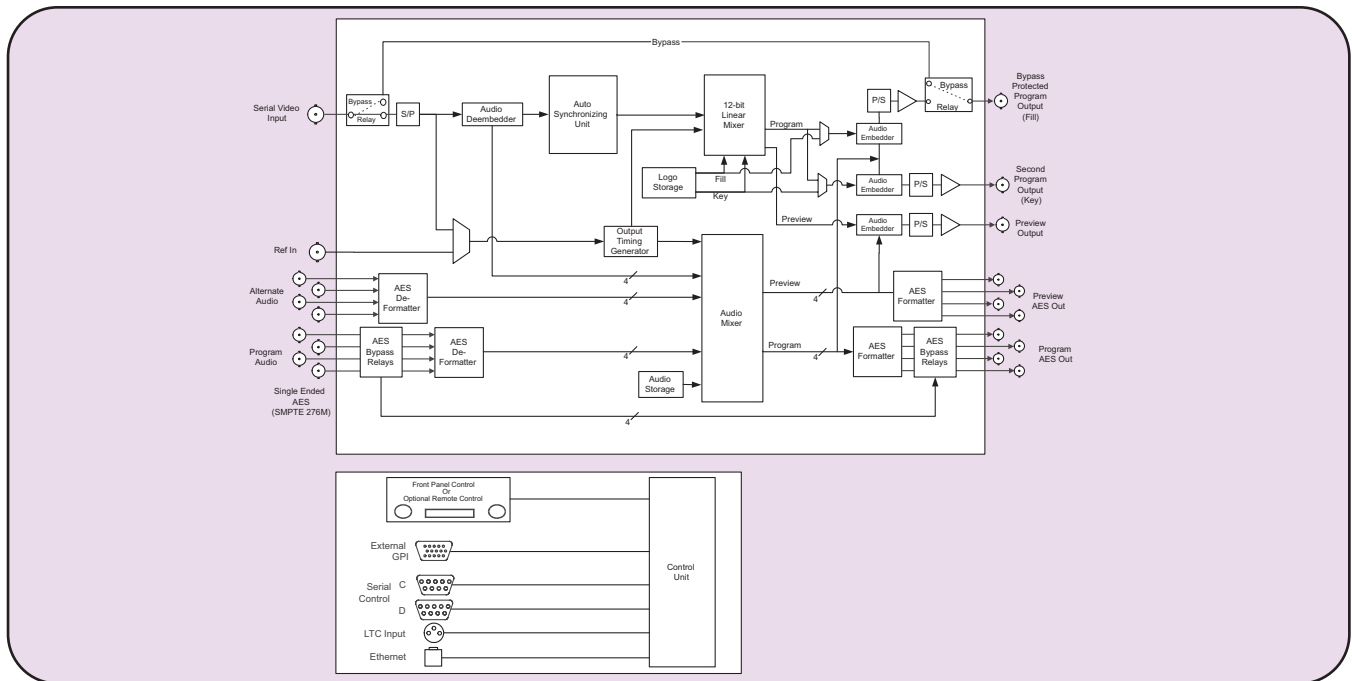 Bypass
Serial Video
Input
Bypass
Relay
S/P
Audio
Deembedder
Auto
Synchronizing
Unit
12-bit
Linear
Mixer
Program
P/S
Bypass
Relay
Bypass
Protected
Program
Output
(Fill)
Audio
Embedder
Logo
Storage
Fill
Key
Audio
Embedder
P/S
Second
Program
Output
(Key)
Preview
Audio
Embedder
P/S
Preview
Output
Ref In
Output
Timing
Generator
4
Alternate
Audio
AES
De-
Formatter
4
Audio
Mixer
Preview
4
AES
Formatter
Preview
AES Out
Program
Audio
AES
Bypass
Relays
AES
De-
Formatter
4
Program
4
AES
Formatter
AES
Bypass
Relays
Program
AES Out
Single Ended
AES
(SMPTE 276M)
Audio
Storage
4
Front Panel Control
Or
Optional Remote Control
External
GPI
Serial
Control
C
D
LTC Input
Ethernet
Control
Unit